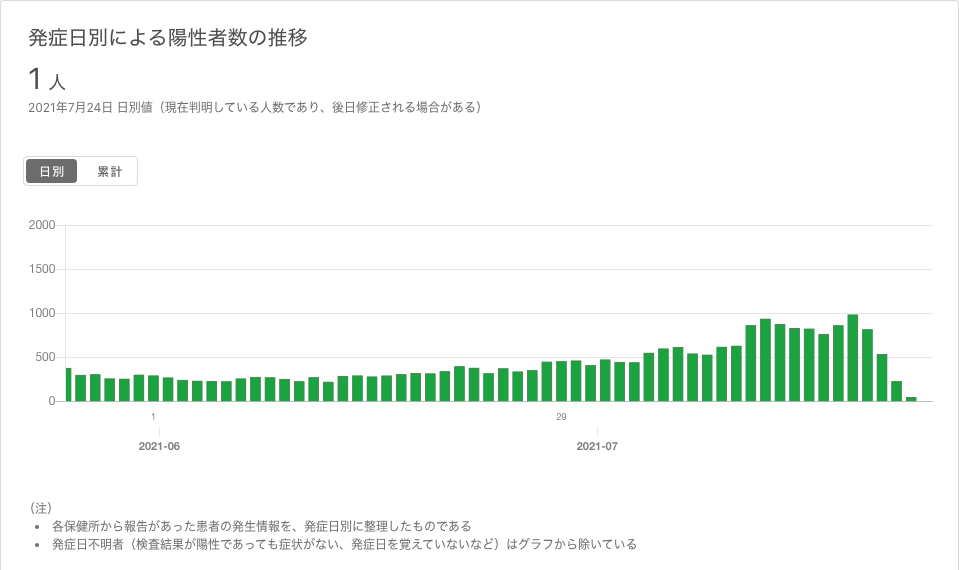 発症日別による陽性者数の推移
1 人
2021年7月24日 日別値（現在判明している人数であり、後日修正される場合がある）
日別 累計
2000
1500
1000
500
0
1 29
2021-06 2021-07
（注）
• 各保健所から報告があった患者の発生情報を、発症日別に整理したものである
• 発症日不明者（検査結果が陽性であっても症状がない、発症日を覚えていないなど）はグラフから除いている